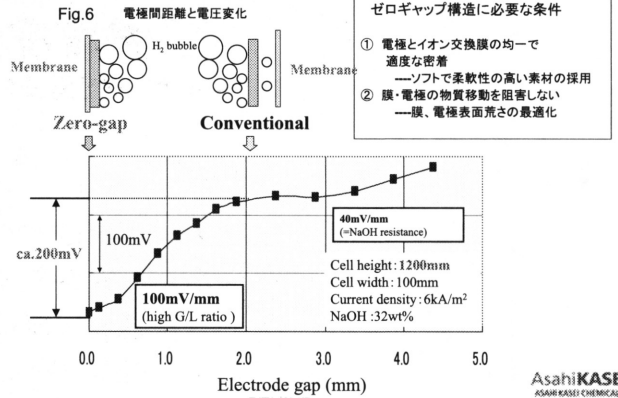 Fig.6 電極間距離と電圧変化
H2 bubble
Membrane
Membrane
Zero-gap
Conventional
ゼロギャップ構造に必要な条件
① 電極とイオン交換膜の均一で
適度な密着
----ソフトで柔軟性の高い素材の採用
② 膜・電極の物質移動を阻害しない
----膜、電極表面荒さの最適化
ca.200mV
100mV
100mV/mm
(high G/L ratio )
40mV/mm
(=NaOH resistance)
Cell height : 1200mm
Cell width : 100mm
Current density : 6kA/m2
NaOH :32wt%
0.0 1.0 2.0 3.0 4.0 5.0
Electrode gap (mm)
AsahiKASEI
ASAHI KASEI CHEMICALS